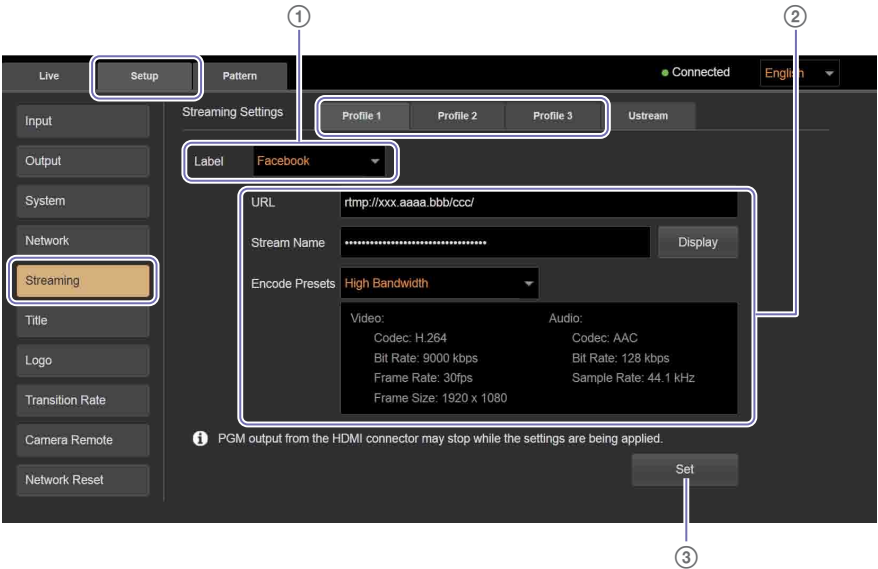 ① ②
Live Setup Pattern Connected English
Streaming Settings Profile 1 Profile 2 Profile 3 Ustream
Input
Output
System
Network
Streaming
Title
Logo
Transition Rate
Camera Remote
Network Reset
Label Facebook
URL rtmp://xxx.aaaa.bbb/ccc/
Stream Name •••••••••••••••••••••••••••••••••• Display
Encode Presets High Bandwidth
Video:
Codec: H.264
Bit Rate: 9000 kbps
Frame Rate: 30fps
Frame Size: 1920 x 1080
Audio:
Codec: AAC
Bit Rate: 128 kbps
Sample Rate: 44.1 kHz
PGM output from the HDMI connector may stop while the settings are being applied.
Set
③